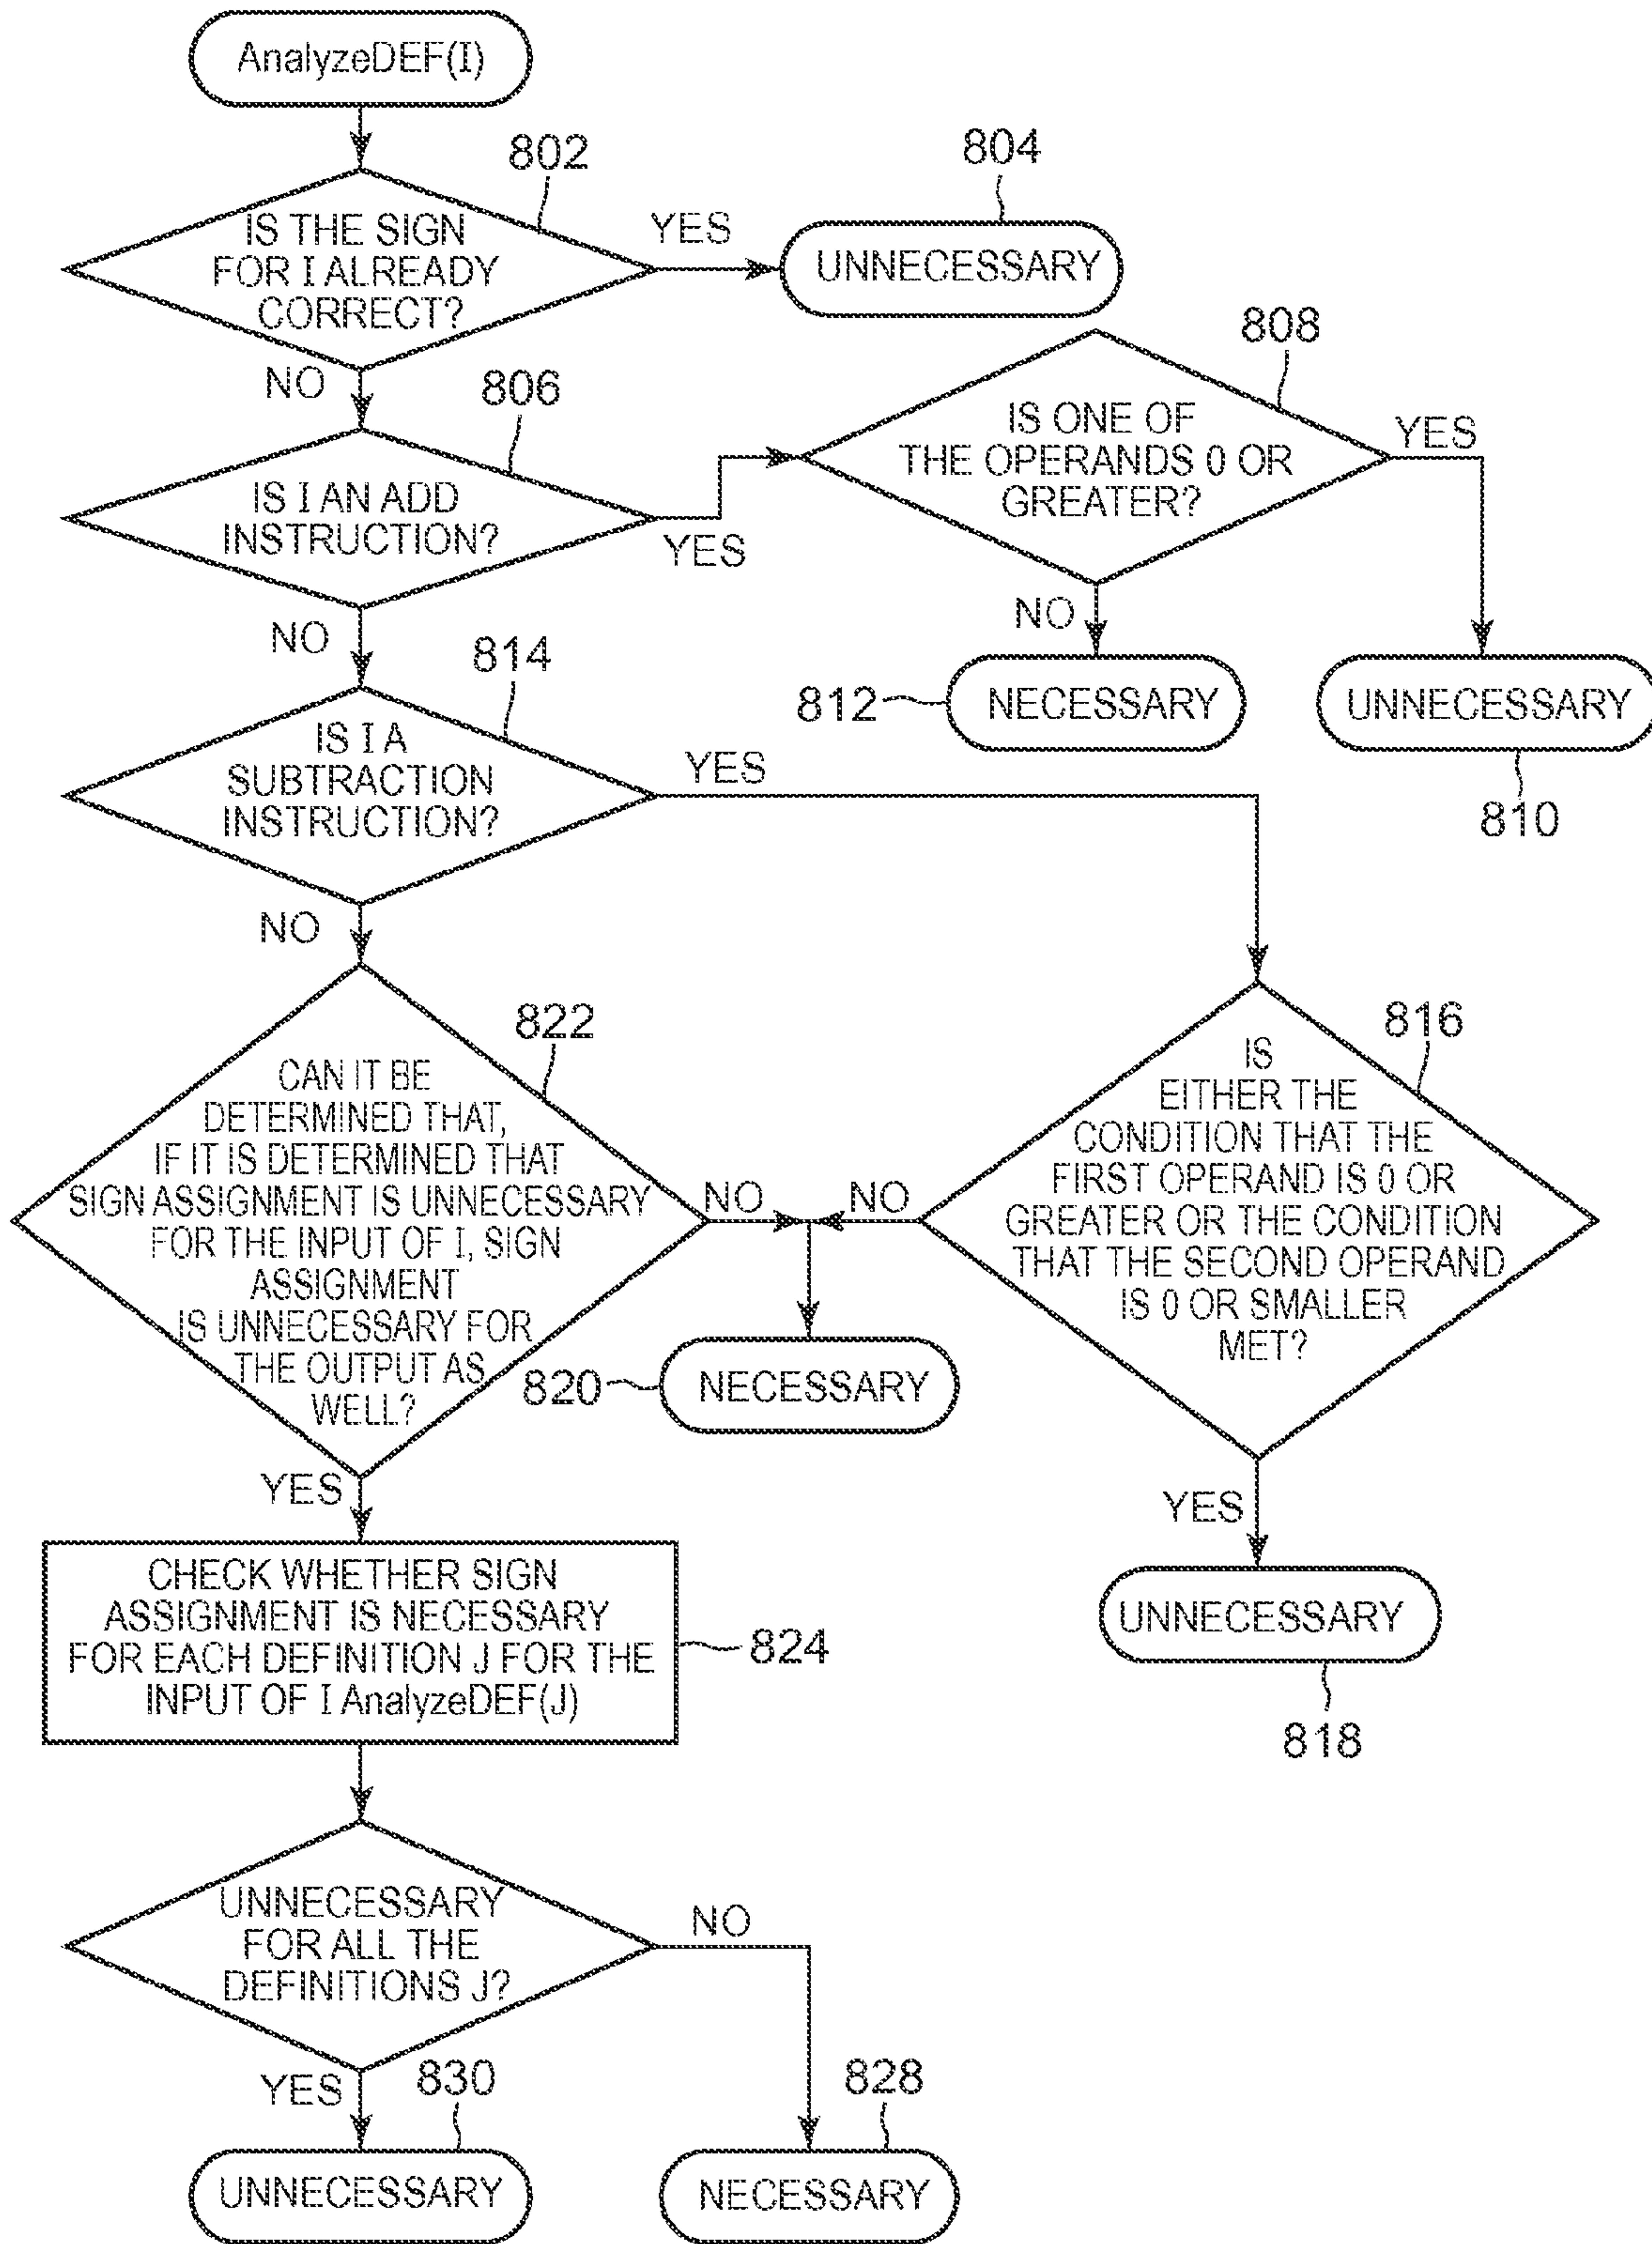 AnalyzeDEF(I)
802
IS THE SIGN
FOR I ALREADY
CORRECT?
YES
804
UNNECESSARY
NO
806
IS I AN ADD
INSTRUCTION?
YES
808
IS ONE OF
THE OPERANDS 0 OR
GREATER?
YES
NO
812
NECESSARY
UNNECESSARY
810
NO
814
IS I A
SUBTRACTION
INSTRUCTION?
YES
NO
822
CAN IT BE
DETERMINED THAT,
IF IT IS DETERMINED THAT
SIGN ASSIGNMENT IS UNNECESSARY
FOR THE INPUT OF I, SIGN
ASSIGNMENT
IS UNNECESSARY FOR
THE OUTPUT AS
WELL?
NO
NO
820
NECESSARY
816
IS
EITHER THE
CONDITION THAT THE
FIRST OPERAND IS 0 OR
GREATER OR THE CONDITION
THAT THE SECOND OPERAND
IS 0 OR SMALLER
MET?
YES
UNNECESSARY
818
YES
CHECK WHETHER SIGN
ASSIGNMENT IS NECESSARY
FOR EACH DEFINITION J FOR THE
INPUT OF I AnalyzeDEF(J)
824
UNNECESSARY
FOR ALL THE
DEFINITIONS J?
NO
YES
830
UNNECESSARY
828
NECESSARY